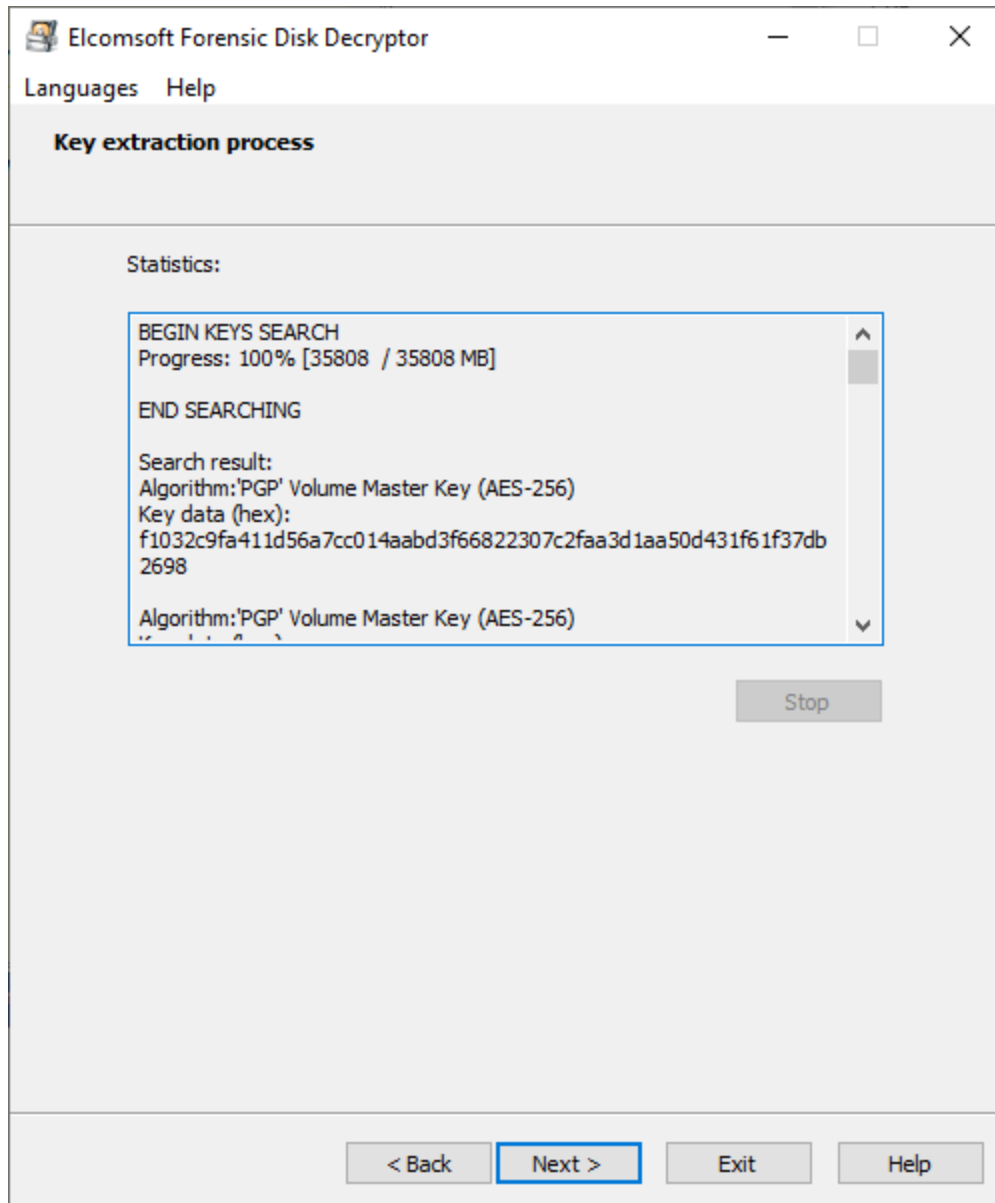 Elcomsoft Forensic Disk Decryptor
Languages Help
Key extraction process
Statistics:
BEGIN KEYS SEARCH
Progress: 100% [35808 / 35808 MB]
END SEARCHING
Search result:
Algorithm:'PGP' Volume Master Key (AES-256)
Key data (hex):
f1032c9fa411d56a7cc014aabd3f66822307c2faa3d1aa50d431f61f37db
2698
Algorithm:'PGP' Volume Master Key (AES-256)
Stop
< Back Next > Exit Help